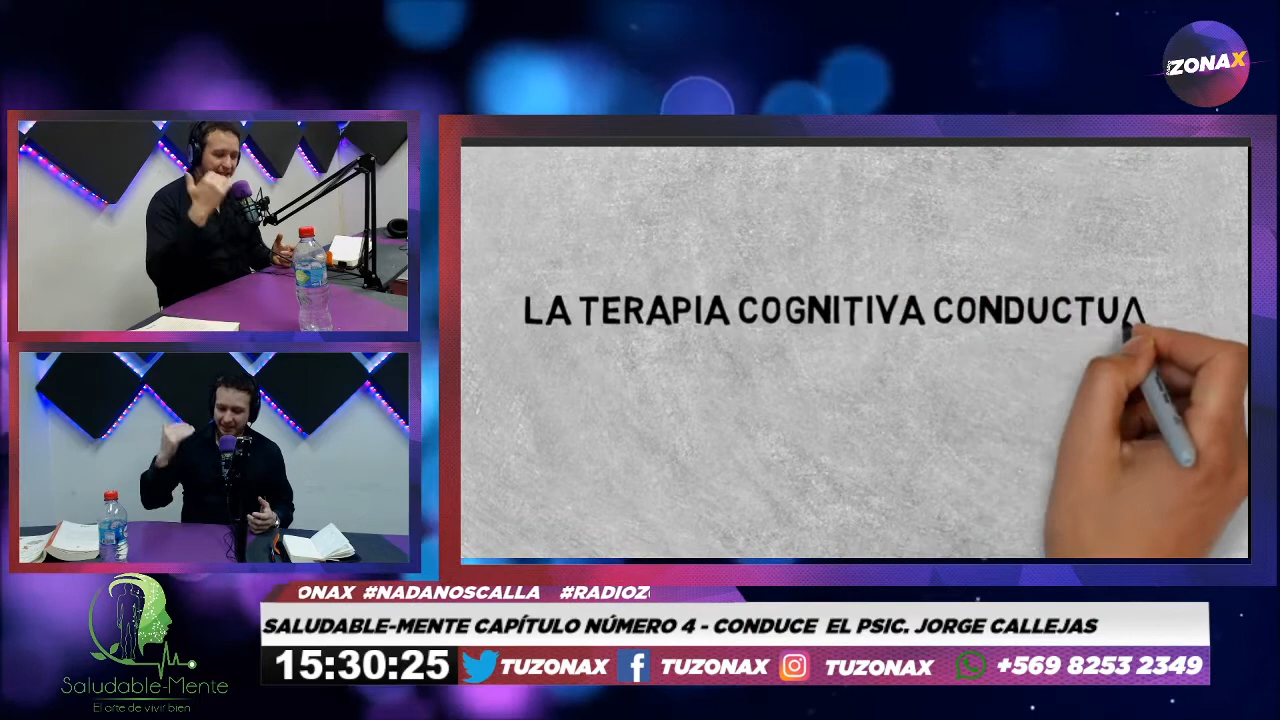 ZONAX
LA TERAPIA COGNITIVA CONDUCTUA
ONAX #NADANOSCALLA #RADIOZ
SALUDABLE-MENTE CAPÍTULO NÚMERO 4 - CONDUCE EL PSIC. JORGE CALLEJAS
15:30:25 TUZONAX TUZONAX TUZONAX +569 8253 2349
Saludable-Mente
El arte de vivir bien